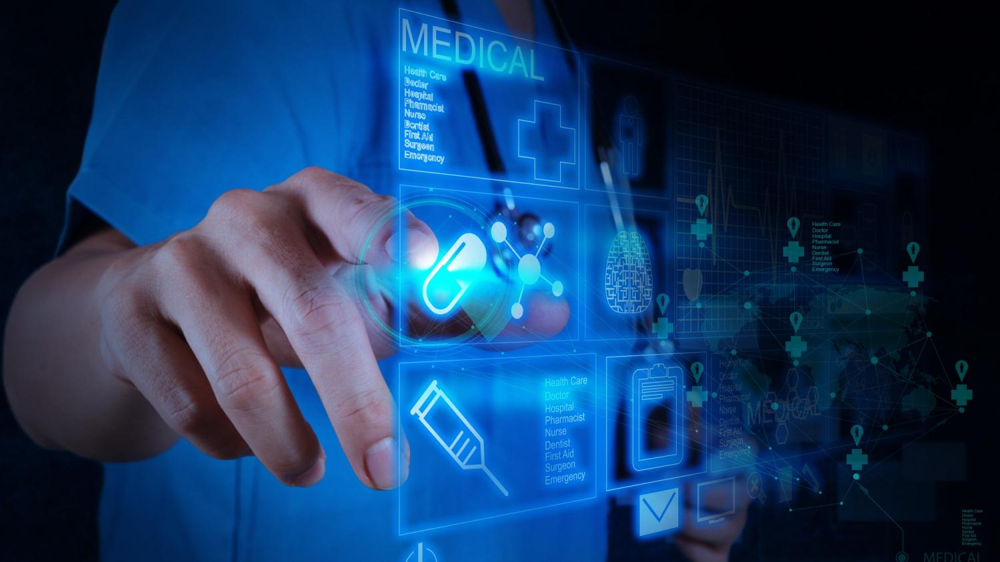 MEDICAL
Health Care
Doctor
Hospital
Pharmacist
Nurse
Dentist
First Aid
Surgeon
Emergency
Health Care
Doctor
Hospital
Pharmacist
Nurse
Dentist
First Aid
Surgeon
Emergency
Health Care
Doctor
Hospital
Pharmacist
Nurse
Dentist
First Aid
Surgeon
Emergency
Health Care
Doctor
Hospital
Pharmacist
Nurse
Dentist
First Aid
Surgeon
Emergency
MEDICAL
Health Care
Doctor
Hospital
Pharmacist
Nurse
Dentist
First Aid
Surgeon
Emergency
MEDICAL